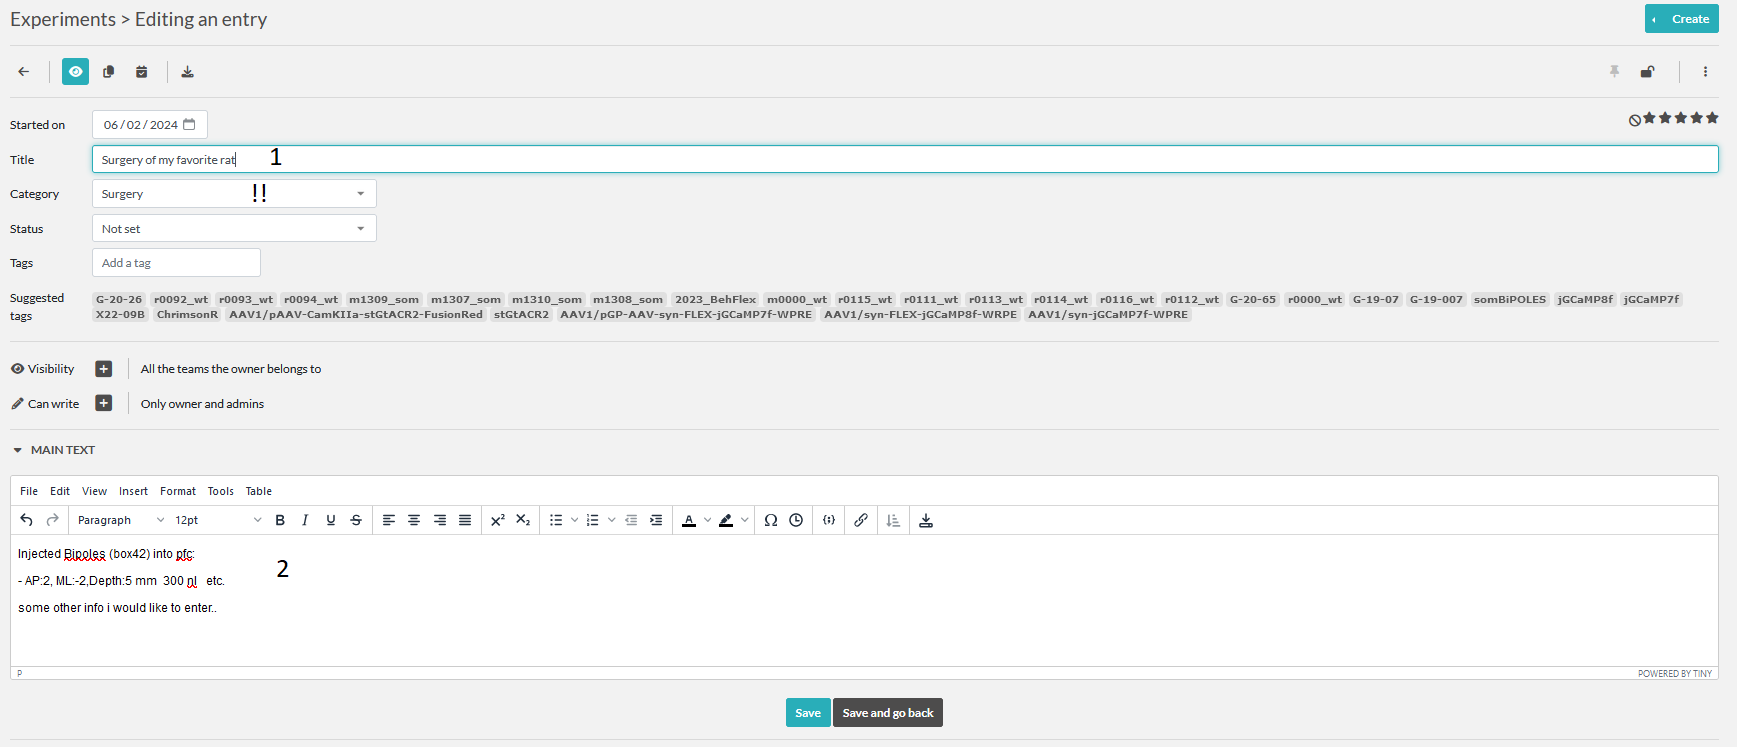 Experiments > Editing an entry
Create
Started on 06/02/2024
Title Surgery of my favorite rat 1
Category Surgery !!
Status Not set
Tags Add a tag
Suggested tags G-20-26 r0092_wt r0093_wt r0094_wt m1309_som m1307_som m1310_som m1308_som 2023_BehFlex m0000_wt r0115_wt r0111_wt r0113_wt r0114_wt r0116_wt r0112_wt G-20-65 r0000_wt G-19-07 G-19-007 somBiPOLES jGCaMP8f jGCaMP7f
X22-09B ChrimsonR AAV1/pAAV-CamKIIa-stGtACR2-FusionRed stGtACR2 AAV1/pGP-AAV-syn-FLEX-jGCaMP7f-WPRE AAV1/syn-FLEX-jGCaMP8f-WRPE AAV1/syn-jGCaMP7f-WPRE
Visibility + All the teams the owner belongs to
Can write + Only owner and admins
MAIN TEXT
File Edit View Insert Format Tools Table
Paragraph 12pt B I U S X² X₂ A Ω {;}
Injected Bipoles (box42) into pfc:
2
- AP:2, ML:-2,Depth:5 mm 300 nl etc.
some other info i would like to enter..
P POWERED BY TINY
Save Save and go back